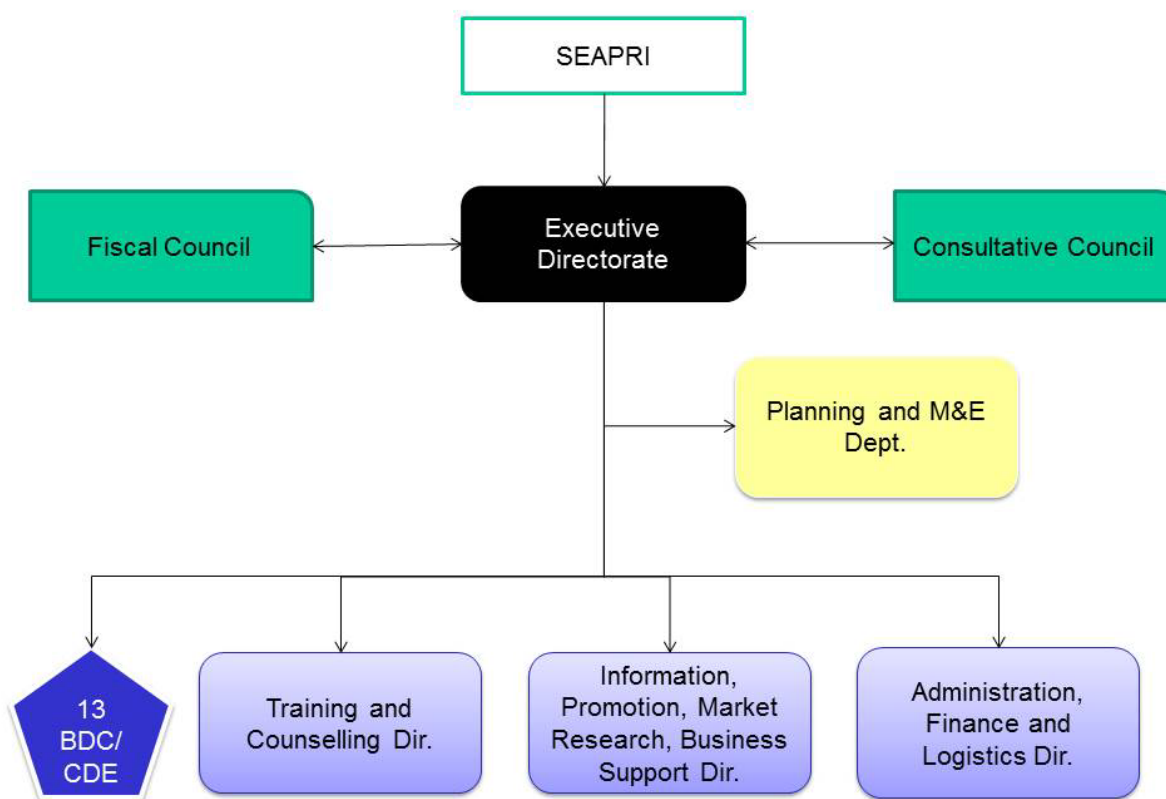 SEAPRI
Fiscal Council
Executive
Directorate
Consultative Council
Planning and M&E
Dept.
13
BDC/
CDE
Training and
Counselling Dir.
Information,
Promotion, Market
Research, Business
Support Dir.
Administration,
Finance and
Logistics Dir.